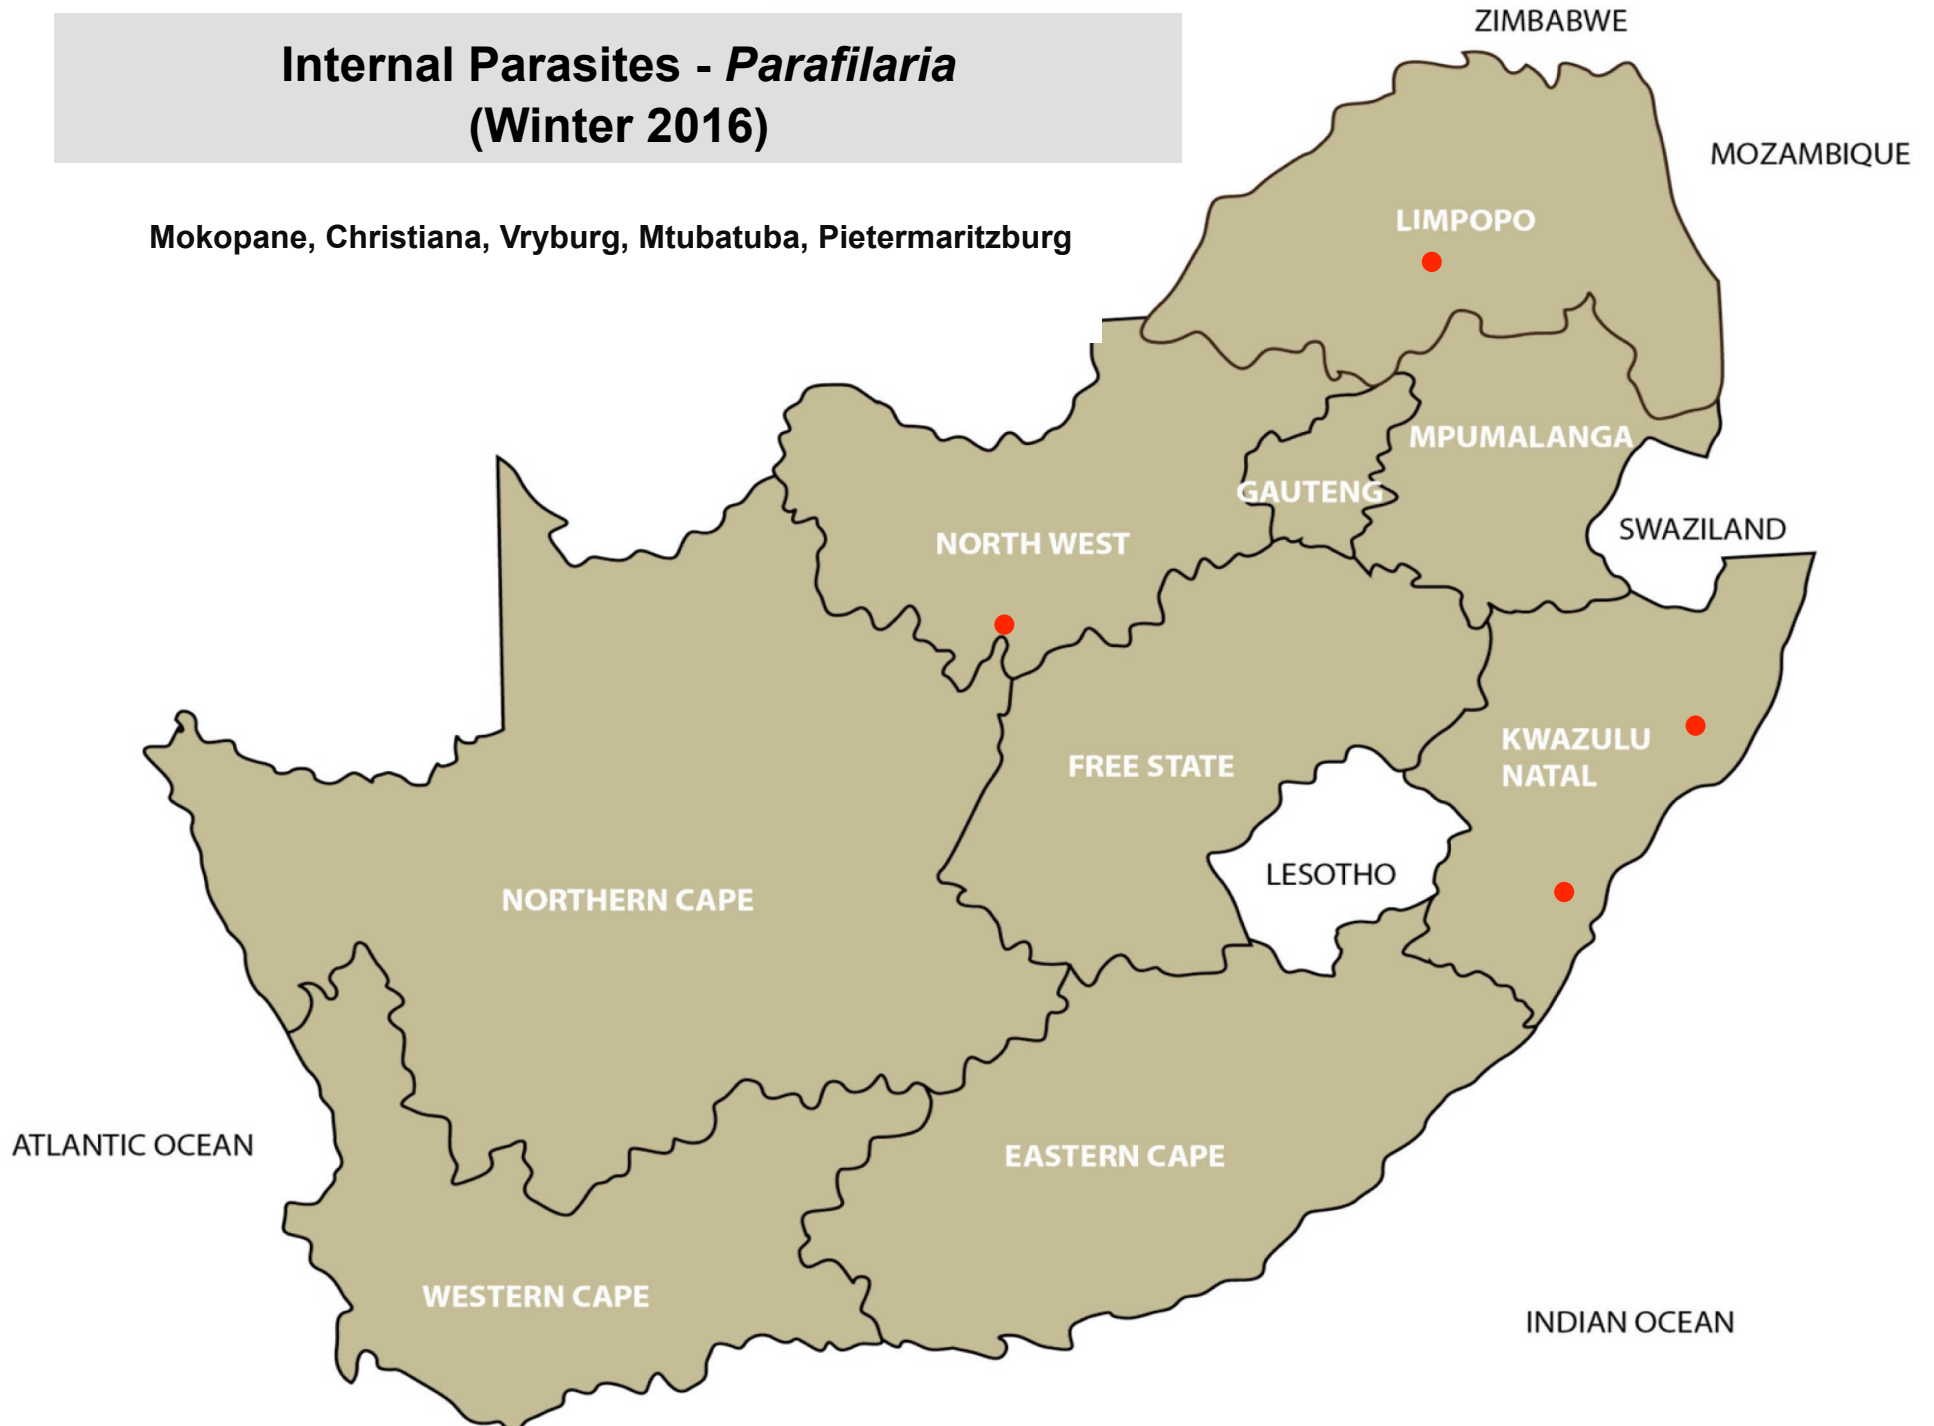 Internal Parasites - Parafilaria
(Winter 2016)
Mokopane, Christiana, Vryburg, Mtubatuba, Pietermaritzburg
ZIMBABWE
MOZAMBIQUE
LIMPOPO
MPUMALANGA
GAUTENG
SWAZILAND
NORTH WEST
KWAZULU
NATAL
FREE STATE
LESOTHO
NORTHERN CAPE
ATLANTIC OCEAN
EASTERN CAPE
WESTERN CAPE
INDIAN OCEAN